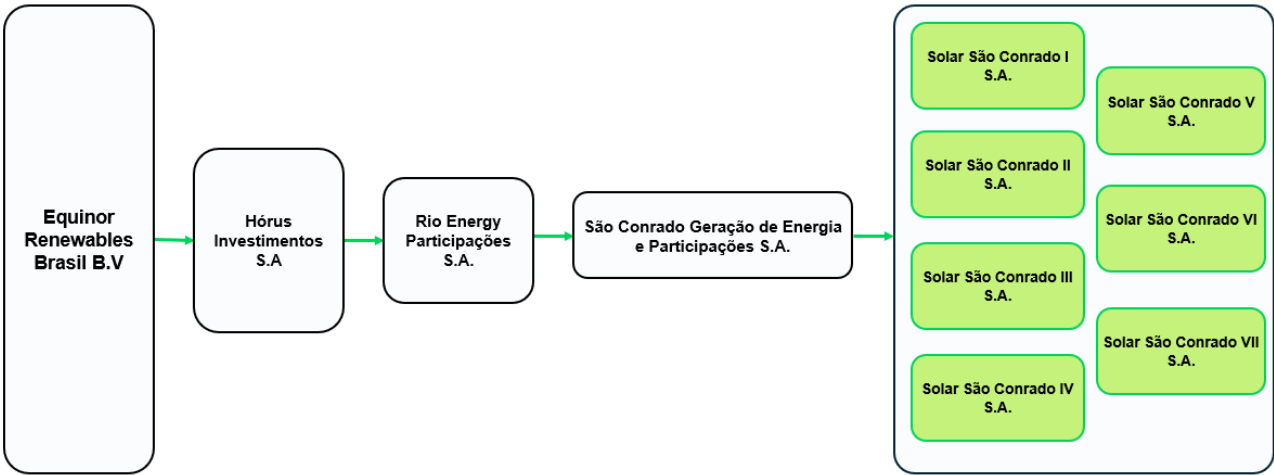 Equinor
Renewables
Brasil B.V
Hórus
Investimentos
S.A
Rio Energy
Participações
S.A.
São Conrado Geração de Energia
e Participações S.A.
Solar São Conrado I
S.A.
Solar São Conrado II
S.A.
Solar São Conrado III
S.A.
Solar São Conrado IV
S.A.
Solar São Conrado V
S.A.
Solar São Conrado VI
S.A.
Solar São Conrado VII
S.A.